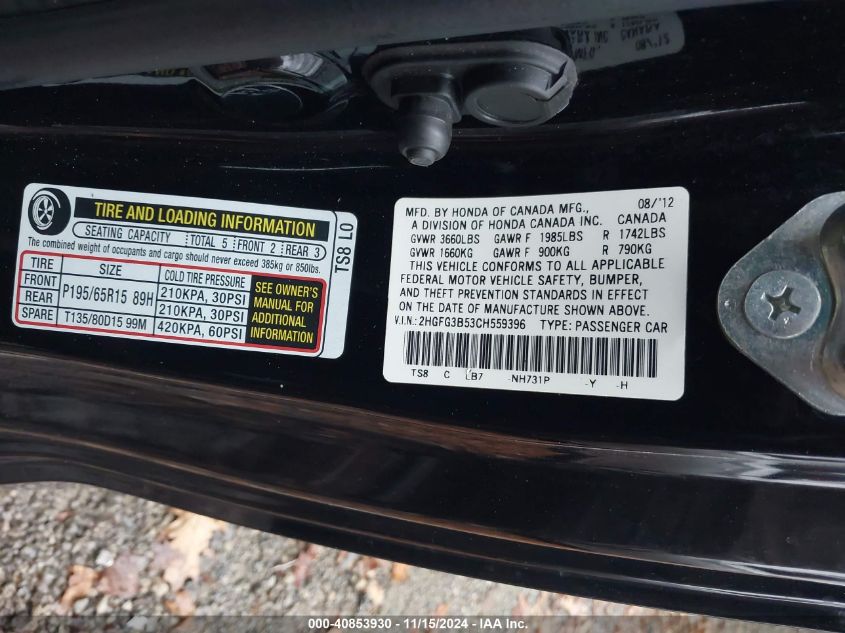 TIRE AND LOADING INFORMATION
SEATING CAPACITY TOTAL 5 FRONT 2 REAR 3
The combined weight of occupants and cargo should never exceed 385kg or 850lbs.
TIRE SIZE COLD TIRE PRESSURE
FRONT P195/65R15 89H 210KPA, 30PSI
REAR 210KPA, 30PSI
SPARE T135/80D15 99M 420KPA, 60PSI
SEE OWNER'S
MANUAL FOR
ADDITIONAL
INFORMATION
TS8 LO
MFD. BY HONDA OF CANADA MFG., 08/'12
A DIVISION OF HONDA CANADA INC. CANADA
GVWR 3660LBS GAWR F 1985LBS R 1742LBS
GVWR 1660KG GAWR F 900KG R 790KG
THIS VEHICLE CONFORMS TO ALL APPLICABLE
FEDERAL MOTOR VEHICLE SAFETY, BUMPER,
AND THEFT PREVENTION STANDARDS IN EFFECT
ON THE DATE OF MANUFACTURE SHOWN ABOVE.
V.I.N.: 2HGFG3B53CH559396 TYPE: PASSENGER CAR
TS8 C LB7 -NH731P -Y -H
000-40853930 - 11/15/2024 - IAA Inc.